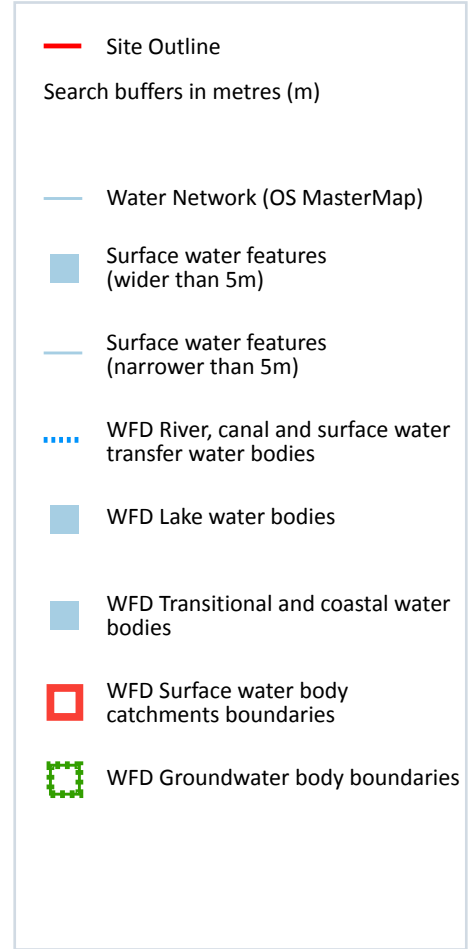 Site Outline
Search buffers in metres (m)
Water Network (OS MasterMap)
Surface water features
(wider than 5m)
Surface water features
(narrower than 5m)
WFD River, canal and surface water
transfer water bodies
WFD Lake water bodies
WFD Transitional and coastal water
bodies
WFD Surface water body
catchments boundaries
WFD Groundwater body boundaries